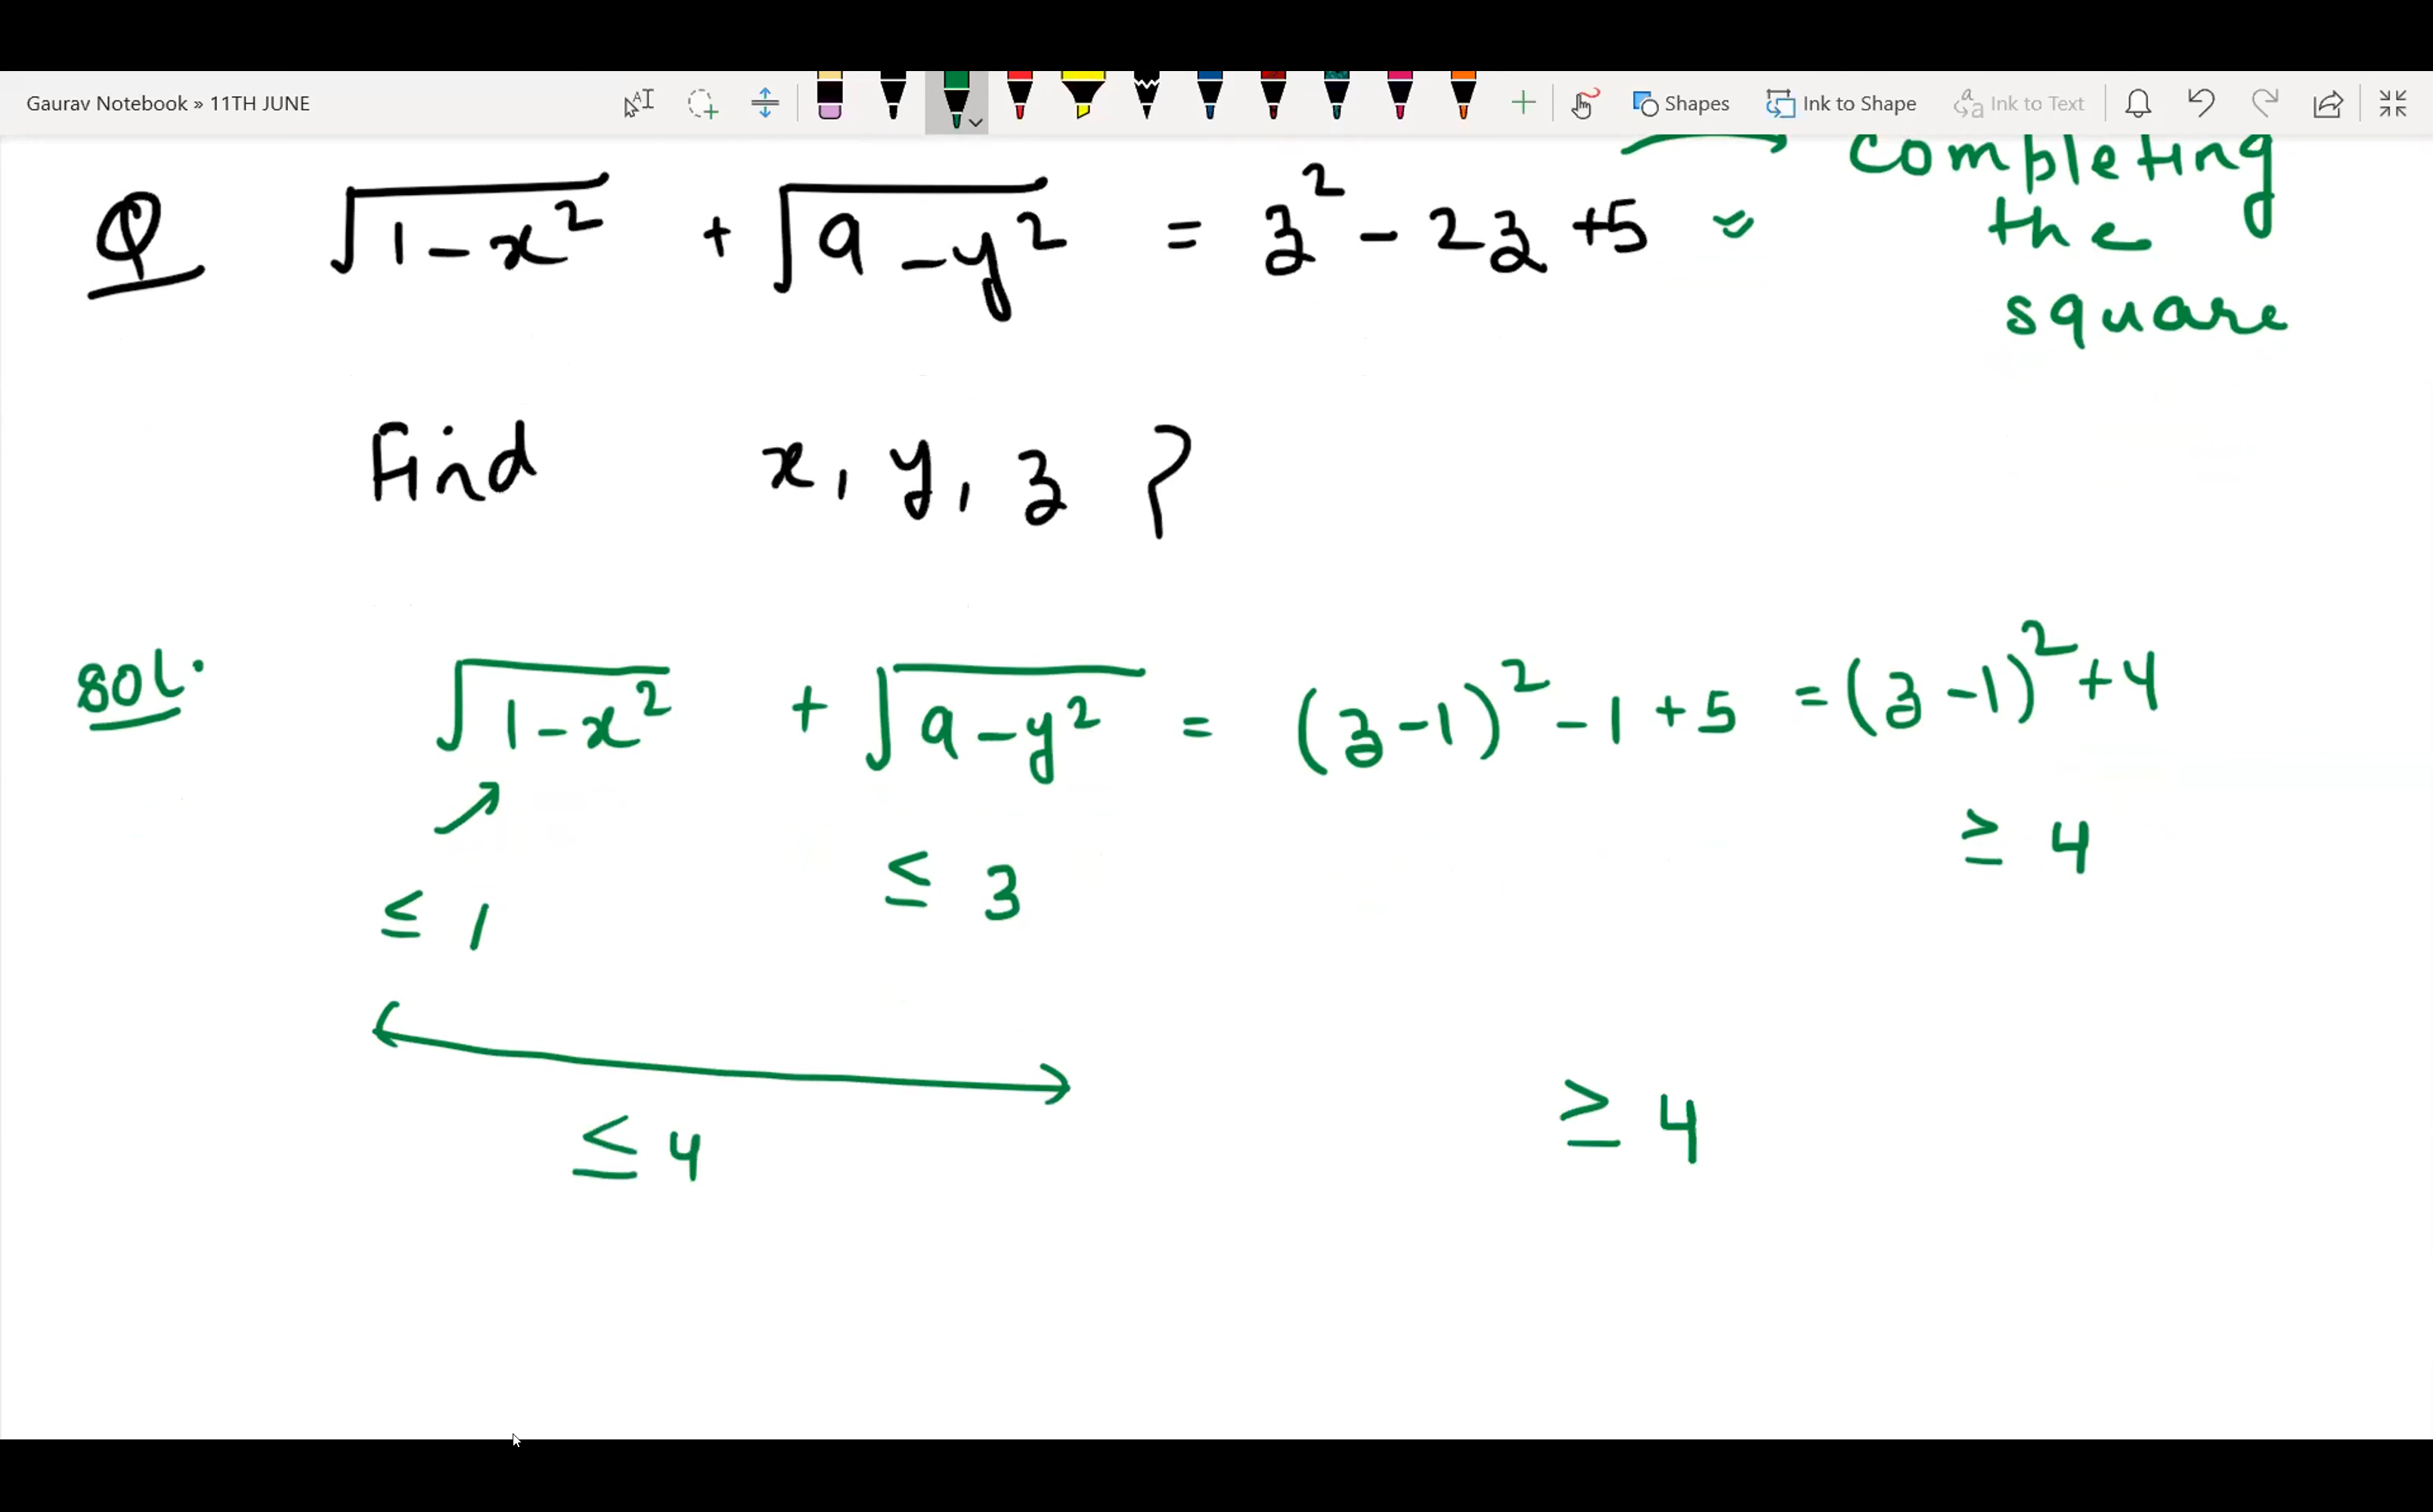 Gaurav Notebook » 11TH JUNE
Shapes
Ink to Shape
Ink to Text
completing
the
square
Q √(1-x²) + √(9-y²) = z²-2z+5
Find x, y, z ?
Sol. √(1-x²) + √(9-y²) = (z-1)²-1+5 = (z-1)²+4
≤ 1
≤ 3
≥ 4
≤ 4
≥ 4